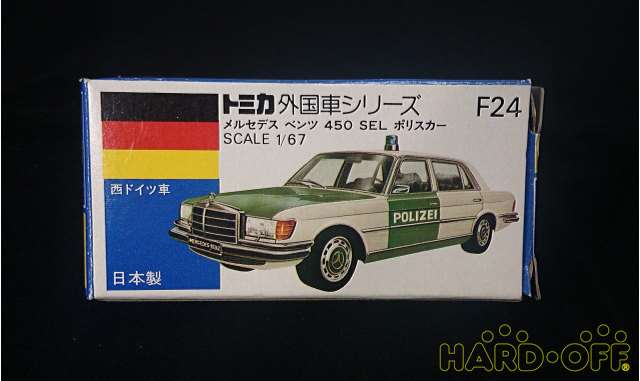 トミカ 外国車シリーズ F24
メルセデス ベンツ 450 SEL ポリスカー
SCALE 1/67
西ドイツ車
POLIZEI
MERCEDES-BENZ
日本製
HARD・OFF®